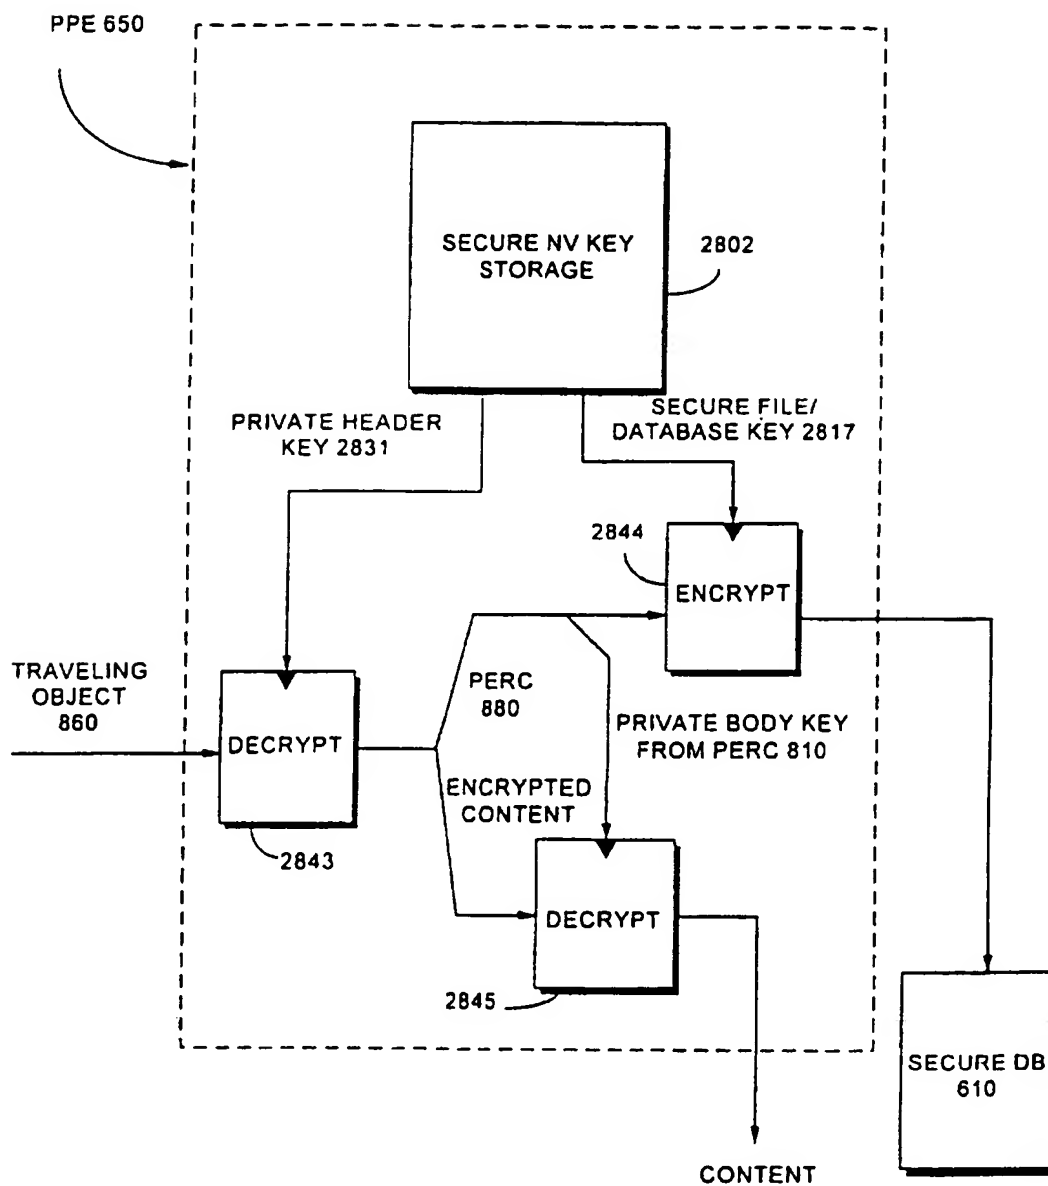 PPE 650
SECURE NV KEY
STORAGE
2802
PRIVATE HEADER
KEY 2831
SECURE FILE/
DATABASE KEY 2817
2844
ENCRYPT
TRAVELING
OBJECT
860
DECRYPT
PERC
880
PRIVATE BODY KEY
FROM PERC 810
ENCRYPTED
CONTENT
2843
DECRYPT
2845
SECURE DB
610
CONTENT